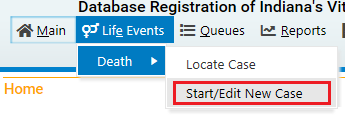 Database Registration of Indiana's Vit
Main Life Events Queues Reports
Death Locate Case
Start/Edit New Case
Home